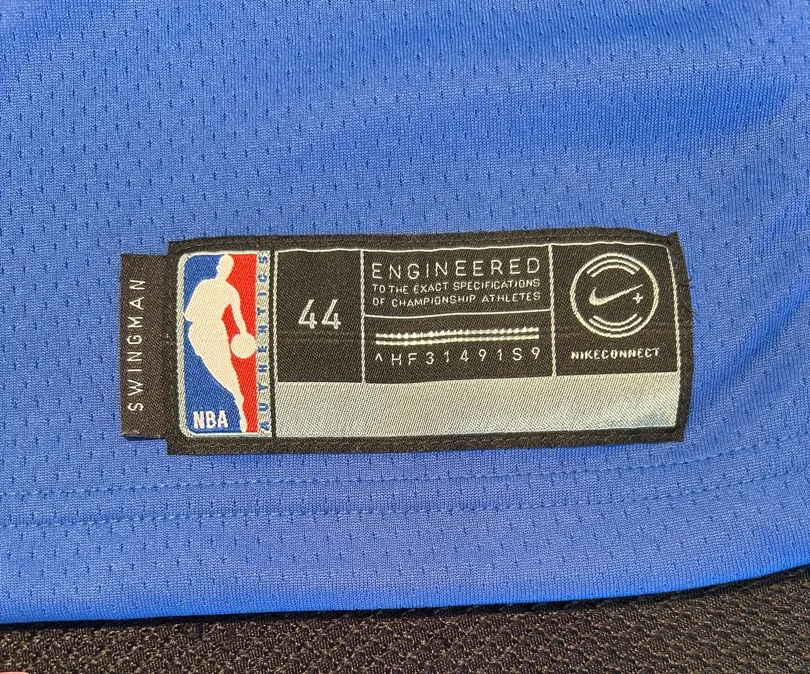 SWINGMAN
NBA
AUTHENTICS
44
ENGINEERED
TO THE EXACT SPECIFICATIONS
OF CHAMPIONSHIP ATHLETES
^HF31491S9
NIKECONNECT